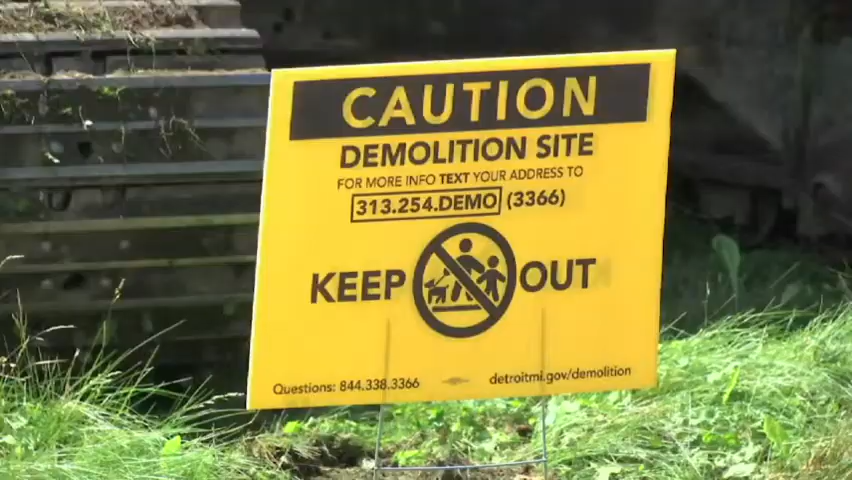 CAUTION
DEMOLITION SITE
FOR MORE INFO TEXT YOUR ADDRESS TO
313.254.DEMO (3366)
KEEP OUT
Questions: 844.338.3366 detroitmi.gov/demolition